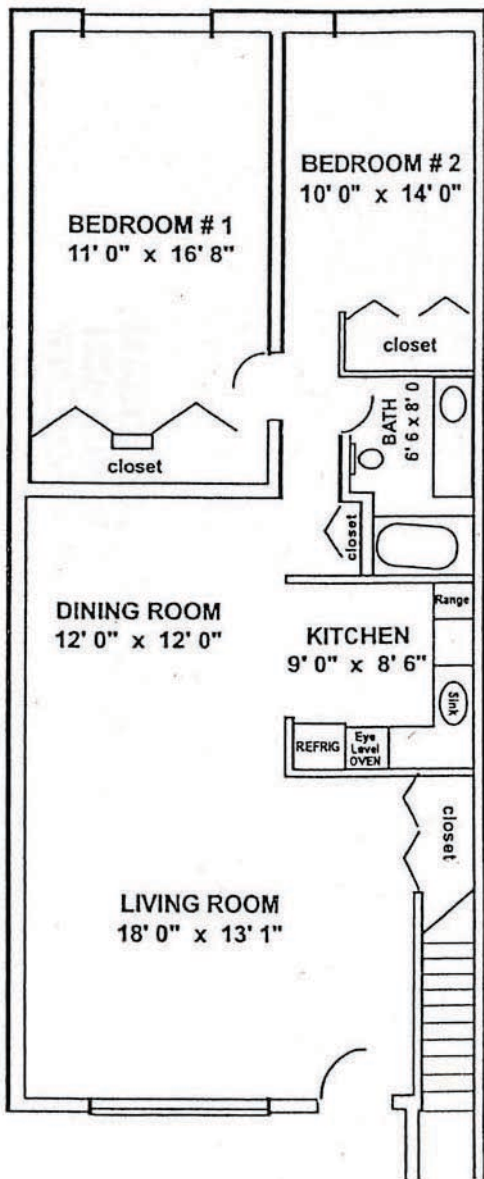 BEDROOM # 1
11' 0" x 16' 8"
closet
BEDROOM # 2
10' 0" x 14' 0"
closet
BATH
6' 6 x 8' 0
closet
DINING ROOM
12' 0" x 12' 0"
KITCHEN
9' 0" x 8' 6"
Range
Sink
REFRIG
Eye
Level
OVEN
closet
LIVING ROOM
18' 0" x 13' 1"